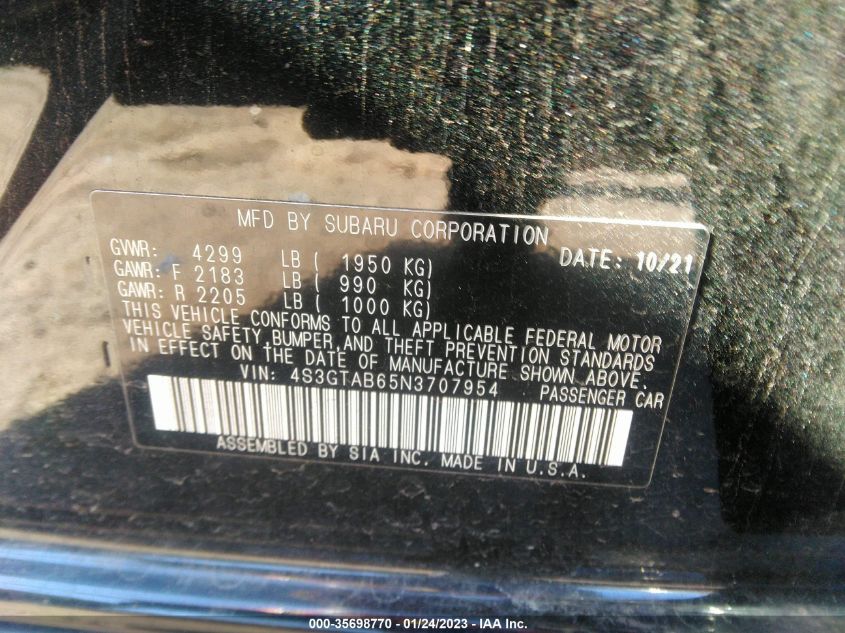 MFD BY SUBARU CORPORATION
GVWR: 4299 LB ( 1950 KG) DATE: 10/21
GAWR: F 2183 LB ( 990 KG)
GAWR: R 2205 LB ( 1000 KG)
THIS VEHICLE CONFORMS TO ALL APPLICABLE FEDERAL MOTOR
VEHICLE SAFETY, BUMPER, AND THEFT PREVENTION STANDARDS
IN EFFECT ON THE DATE OF MANUFACTURE SHOWN ABOVE.
VIN: 4S3GTAB65N3707954 PASSENGER CAR
ASSEMBLED BY SIA INC. MADE IN U.S.A.
000-35698770 - 01/24/2023 - IAA Inc.